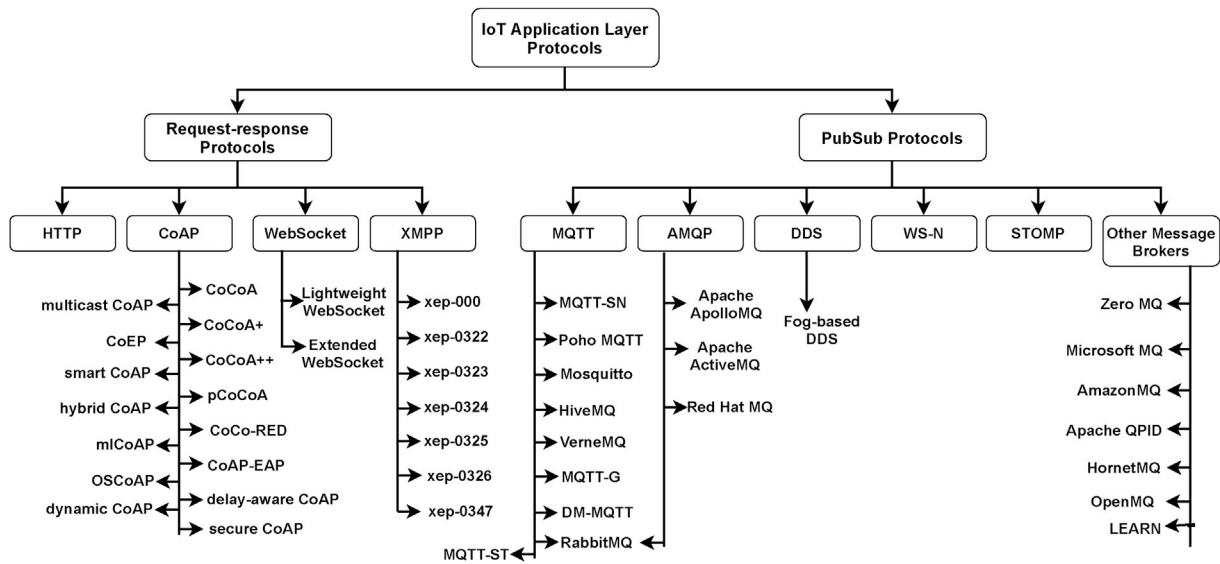 IoT Application Layer
Protocols
Request-response
Protocols
PubSub Protocols
HTTP
CoAP
WebSocket
XMPP
MQTT
AMQP
DDS
WS-N
STOMP
Other Message
Brokers
multicast CoAP
CoEP
smart CoAP
hybrid CoAP
mlCoAP
OSCoAP
dynamic CoAP
CoCoA
CoCoA+
CoCoA++
pCoCoA
CoCo-RED
CoAP-EAP
delay-aware CoAP
secure CoAP
Lightweight
WebSocket
Extended
WebSocket
xep-000
xep-0322
xep-0323
xep-0324
xep-0325
xep-0326
xep-0347
MQTT-SN
Poho MQTT
Mosquitto
HiveMQ
VerneMQ
MQTT-G
DM-MQTT
RabbitMQ
MQTT-ST
Apache
ApolloMQ
Apache
ActiveMQ
Red Hat MQ
Fog-based
DDS
Zero MQ
Microsoft MQ
AmazonMQ
Apache QPID
HornetMQ
OpenMQ
LEARN